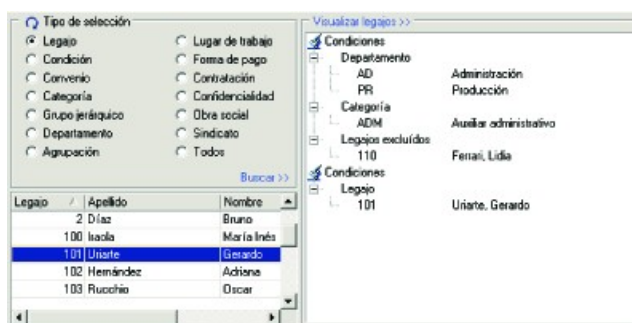 Tipo de selección
Legajo
Condición
Convenio
Categoría
Grupo jerárquico
Departamento
Agrupación
Lugar de trabajo
Forma de pago
Contratación
Confidencialidad
Obra social
Sindicato
Todos
Buscar >>
Legajo / Apellido Nombre
2 Díaz Bruno
100 Iraola María Inés
101 Uriarte Gerardo
102 Hernández Adriana
103 Rucchio Oscar
Visualizar legajos >>
Condiciones
Departamento
AD Administración
PR Producción
Categoría
ADM Auxiliar administrativo
Legajos excluídos
110 Ferrari, Lidia
Condiciones
Legajo
101 Uriarte, Gerardo